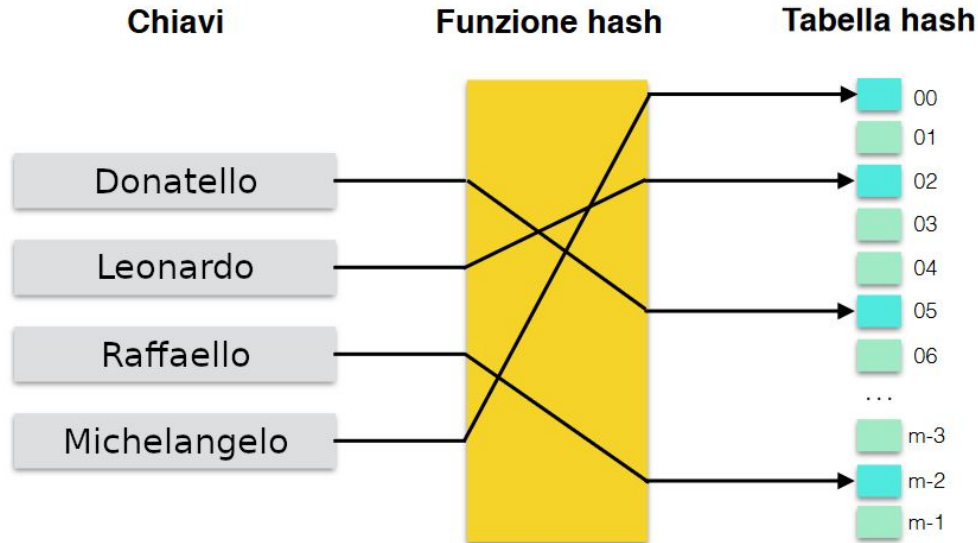 Chiavi
Funzione hash
Tabella hash
Donatello
Leonardo
Raffaello
Michelangelo
00
01
02
03
04
05
06
...
m-3
m-2
m-1